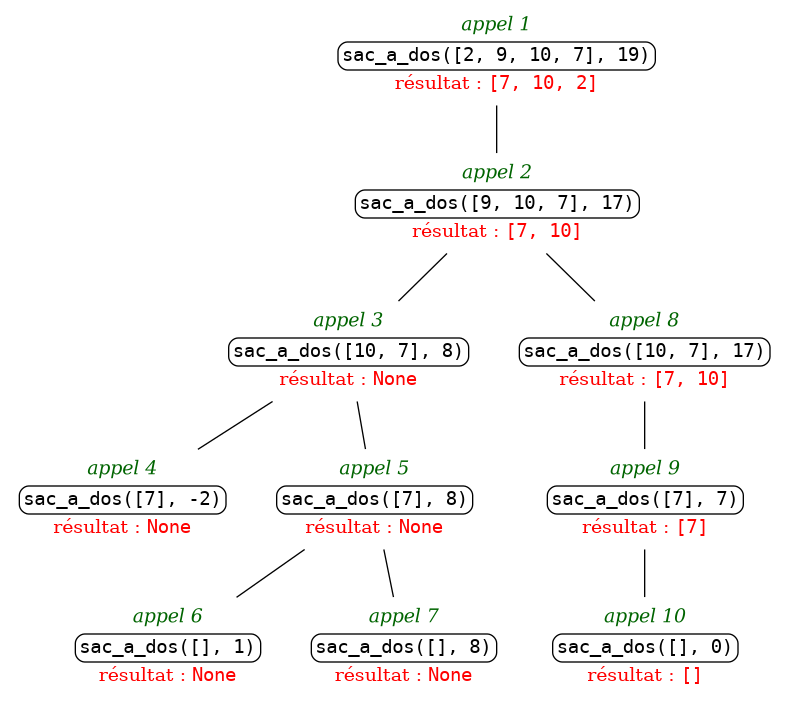 appel 1
sac_a_dos([2, 9, 10, 7], 19)
résultat : [7, 10, 2]
appel 2
sac_a_dos([9, 10, 7], 17)
résultat : [7, 10]
appel 3
sac_a_dos([10, 7], 8)
résultat : None
appel 8
sac_a_dos([10, 7], 17)
résultat : [7, 10]
appel 4
sac_a_dos([7], -2)
résultat : None
appel 5
sac_a_dos([7], 8)
résultat : None
appel 9
sac_a_dos([7], 7)
résultat : [7]
appel 6
sac_a_dos([], 1)
résultat : None
appel 7
sac_a_dos([], 8)
résultat : None
appel 10
sac_a_dos([], 0)
résultat : []